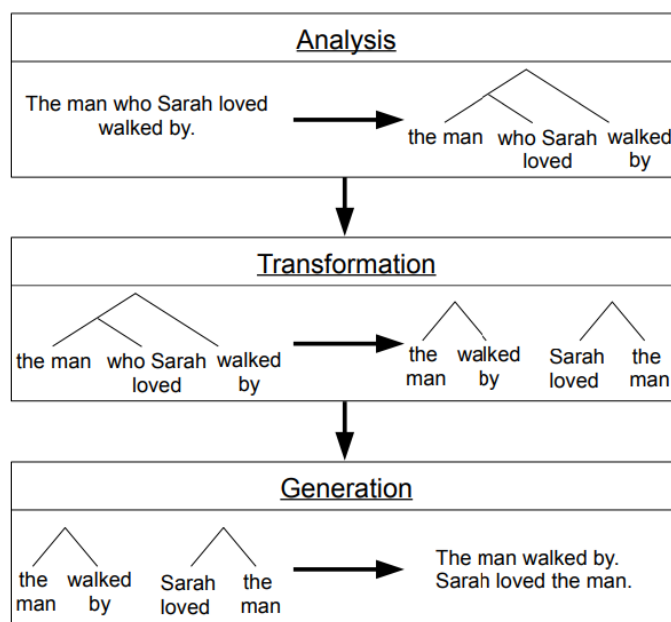 Analysis
The man who Sarah loved
walked by.
the man who Sarah walked
loved by
Transformation
the man who Sarah walked
loved by
the walked Sarah the
man by loved man
Generation
the walked Sarah the
man by loved man
The man walked by.
Sarah loved the man.